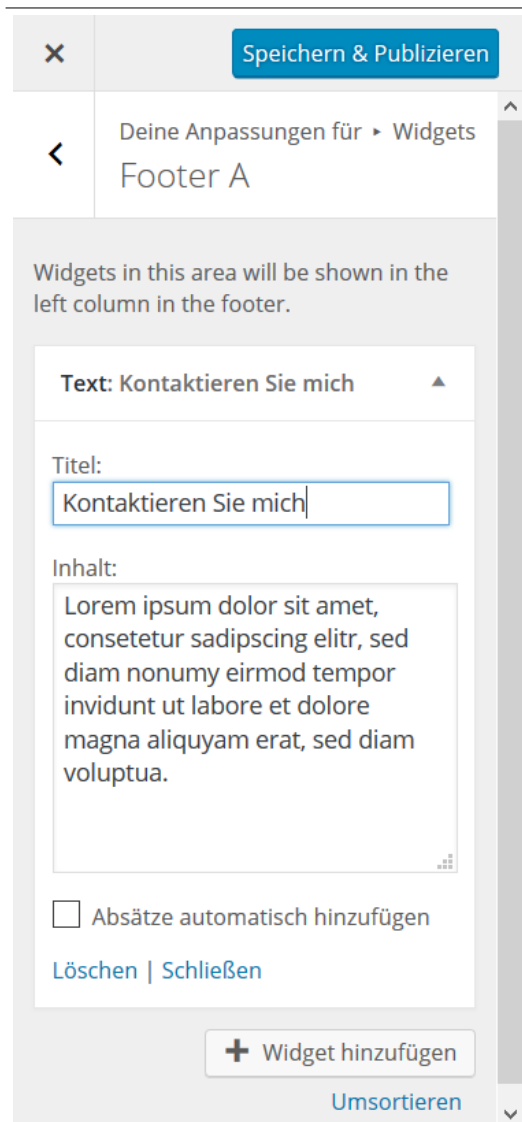 Speichern & Publizieren
Deine Anpassungen für ▸ Widgets
Footer A
Widgets in this area will be shown in the
left column in the footer.
Text: Kontaktieren Sie mich
Titel:
Kontaktieren Sie mich
Inhalt:
Lorem ipsum dolor sit amet,
consetetur sadipscing elitr, sed
diam nonumy eirmod tempor
invidunt ut labore et dolore
magna aliquyam erat, sed diam
voluptua.
Absätze automatisch hinzufügen
Löschen | Schließen
Widget hinzufügen
Umsortieren